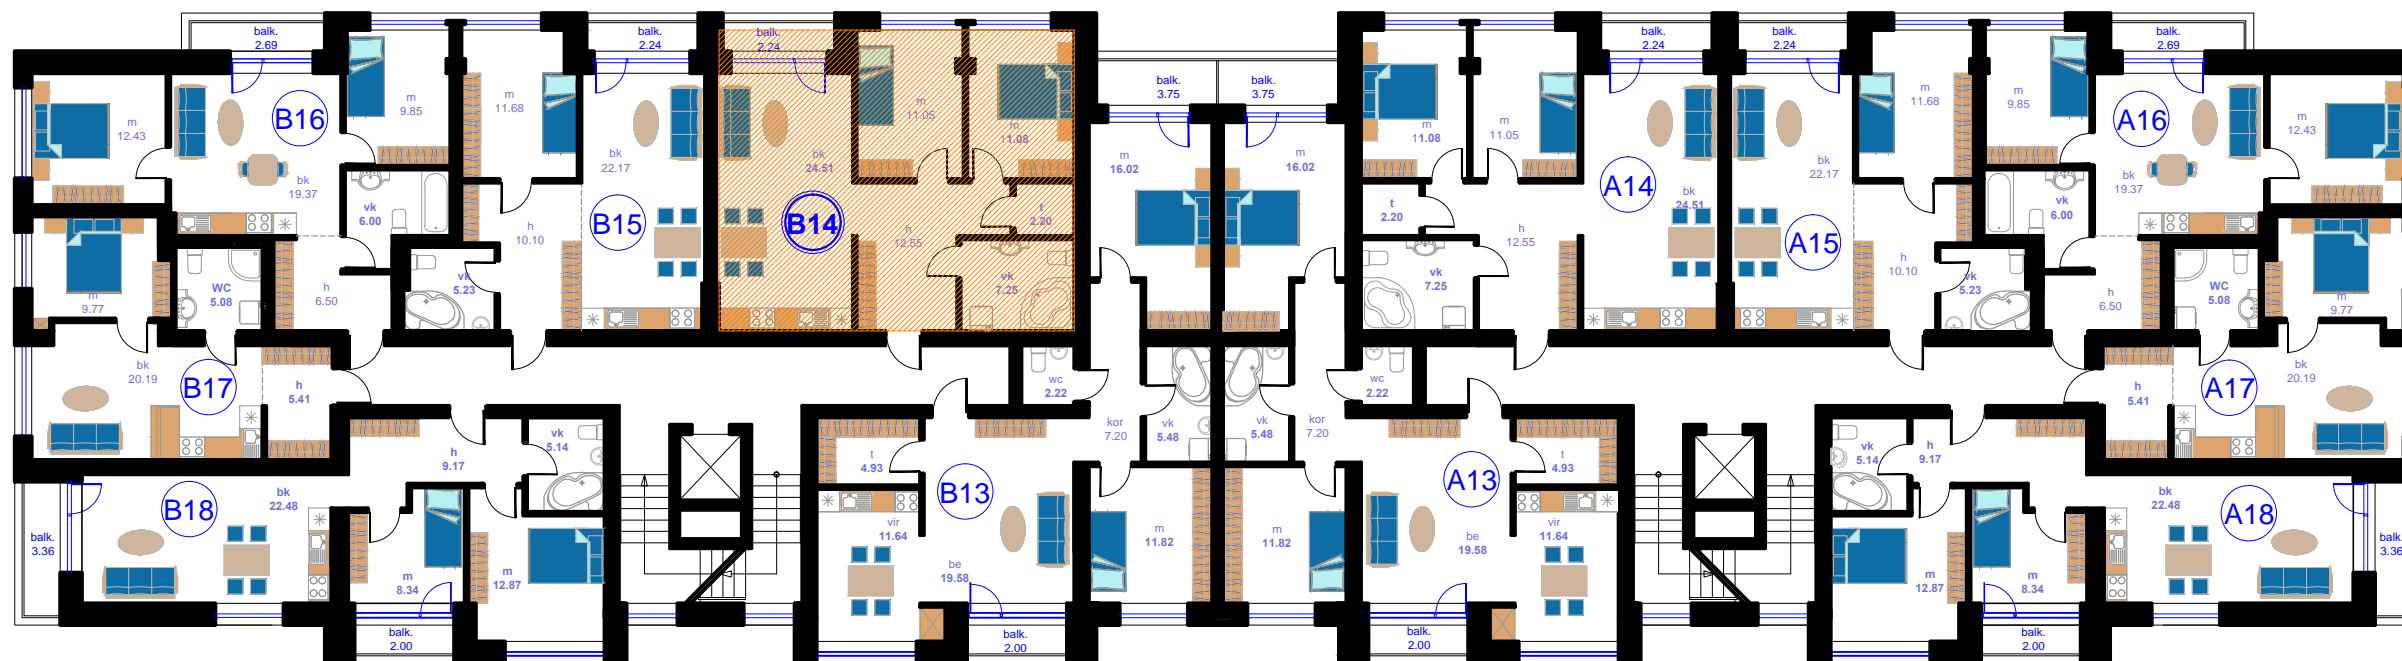 balk.
2.69
balk.
2.24
balk.
2.24
balk.
3.75
balk.
3.75
balk.
2.24
balk.
2.24
balk.
2.69
m
12.43
B16
bk
19.37
m
9.85
m
11.68
bk
22.17
B15
bk
24.51
B14
m
11.05
m
11.08
t
2.20
h
12.55
vk
7.25
m
16.02
m
16.02
m
11.08
m
11.05
t
2.20
A14
bk
24.51
h
12.55
vk
7.25
bk
22.17
A15
m
11.68
m
9.85
A16
bk
19.37
m
12.43
vk
6.00
h
10.10
vk
5.23
h
6.50
wc
5.08
m
9.77
h
10.10
vk
5.23
vk
6.00
h
6.50
wc
5.08
m
9.77
bk
20.19
B17
h
5.41
wc
2.22
kor
7.20
vk
5.48
vk
5.48
kor
7.20
wc
2.22
h
5.41
A17
bk
20.19
h
9.17
vk
5.14
B18
bk
22.48
balk.
3.36
m
8.34
m
12.87
balk.
2.00
t
4.93
B13
vir
11.64
be
19.58
balk.
2.00
m
11.82
m
11.82
A13
t
4.93
be
19.58
vir
11.64
balk.
2.00
vk
5.14
h
9.17
m
12.87
m
8.34
balk.
2.00
bk
22.48
A18
balk.
3.36